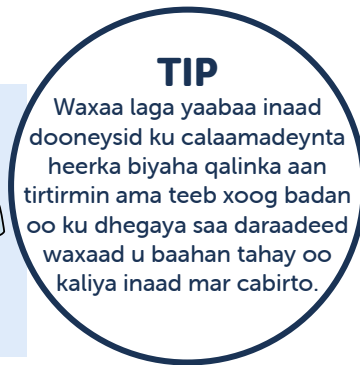 TIP
Waxaa laga yaabaa inaad
dooneysid ku calaamadeynta
heerka biyaha qalinka aan
tirtirmin ama teeb xoog badan
oo ku dhegaya saa daraadeed
waxaad u baahan tahay oo
kaliya inaad mar cabirto.